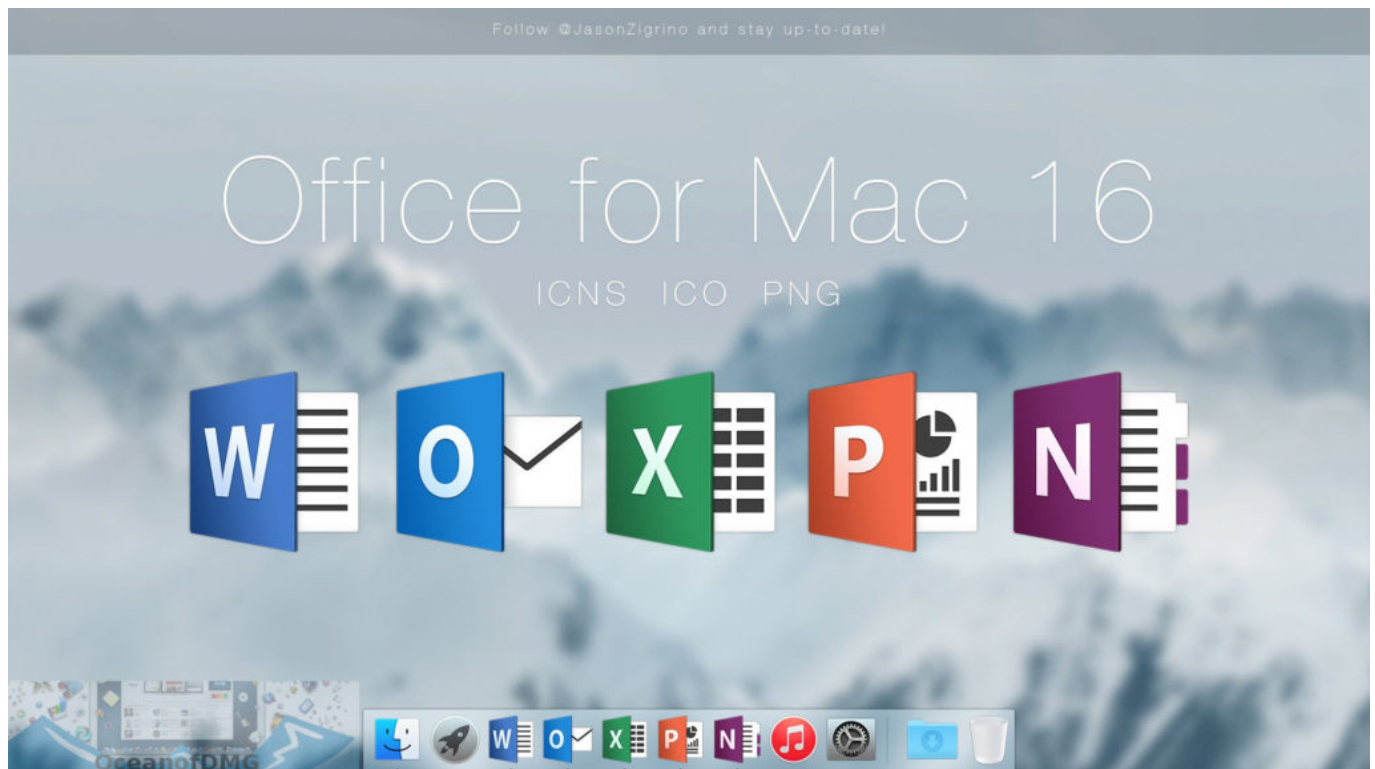 Follow @JasonZigrino and stay up-to-date!
Office for Mac 16
ICNS ICO PNG
W O X P N
W O X P N
OceanofDMG